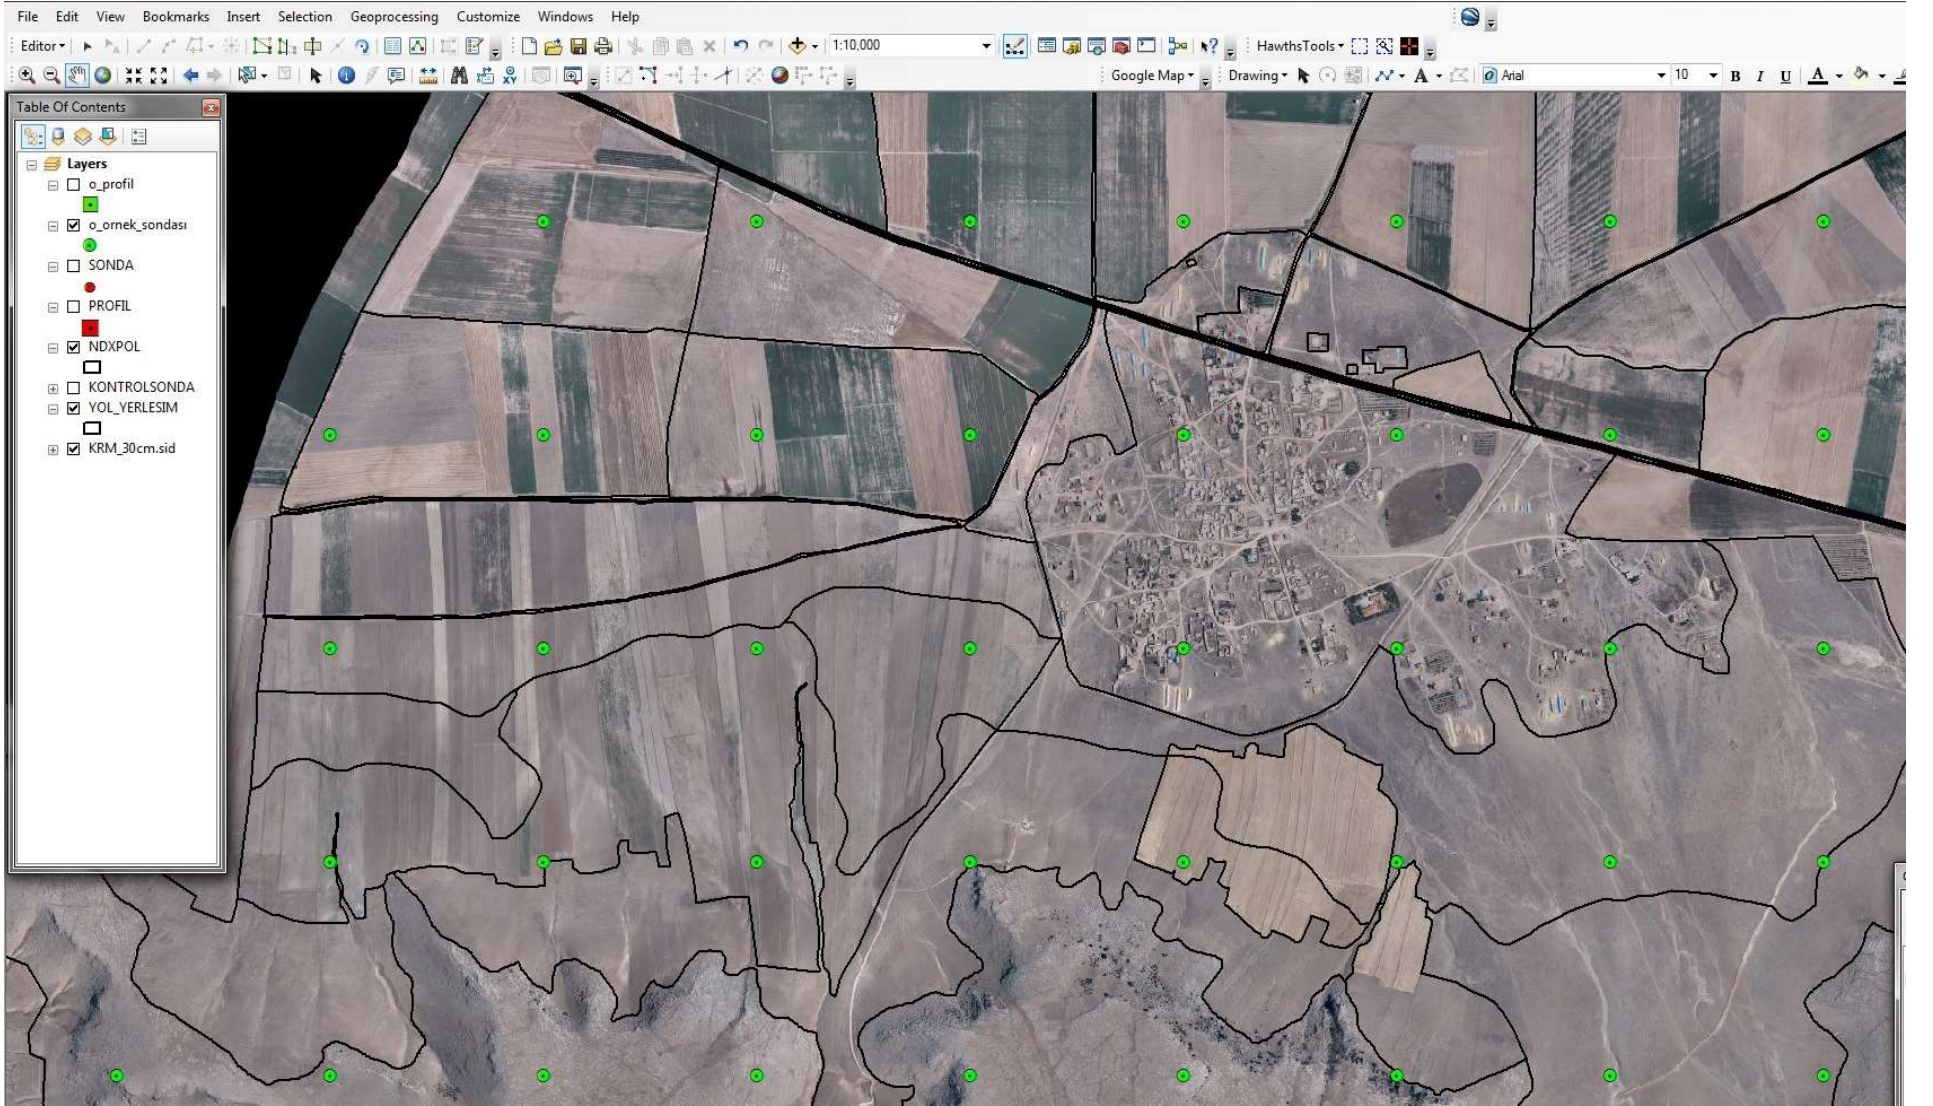 File Edit View Bookmarks Insert Selection Geoprocessing Customize Windows Help
Editor 1:10,000 HawthsTools
XY Google Map Drawing A Arial 10 B I U A
Table Of Contents
Layers
o_profil
o_ornek_sondası
SONDA
PROFIL
NDXPOL
KONTROLSONDA
YOL_YERLESIM
KRM_30cm.sid